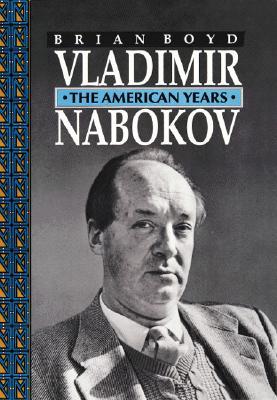 BRIAN BOYD
VLADIMIR
• THE AMERICAN YEARS •
NABOKOV